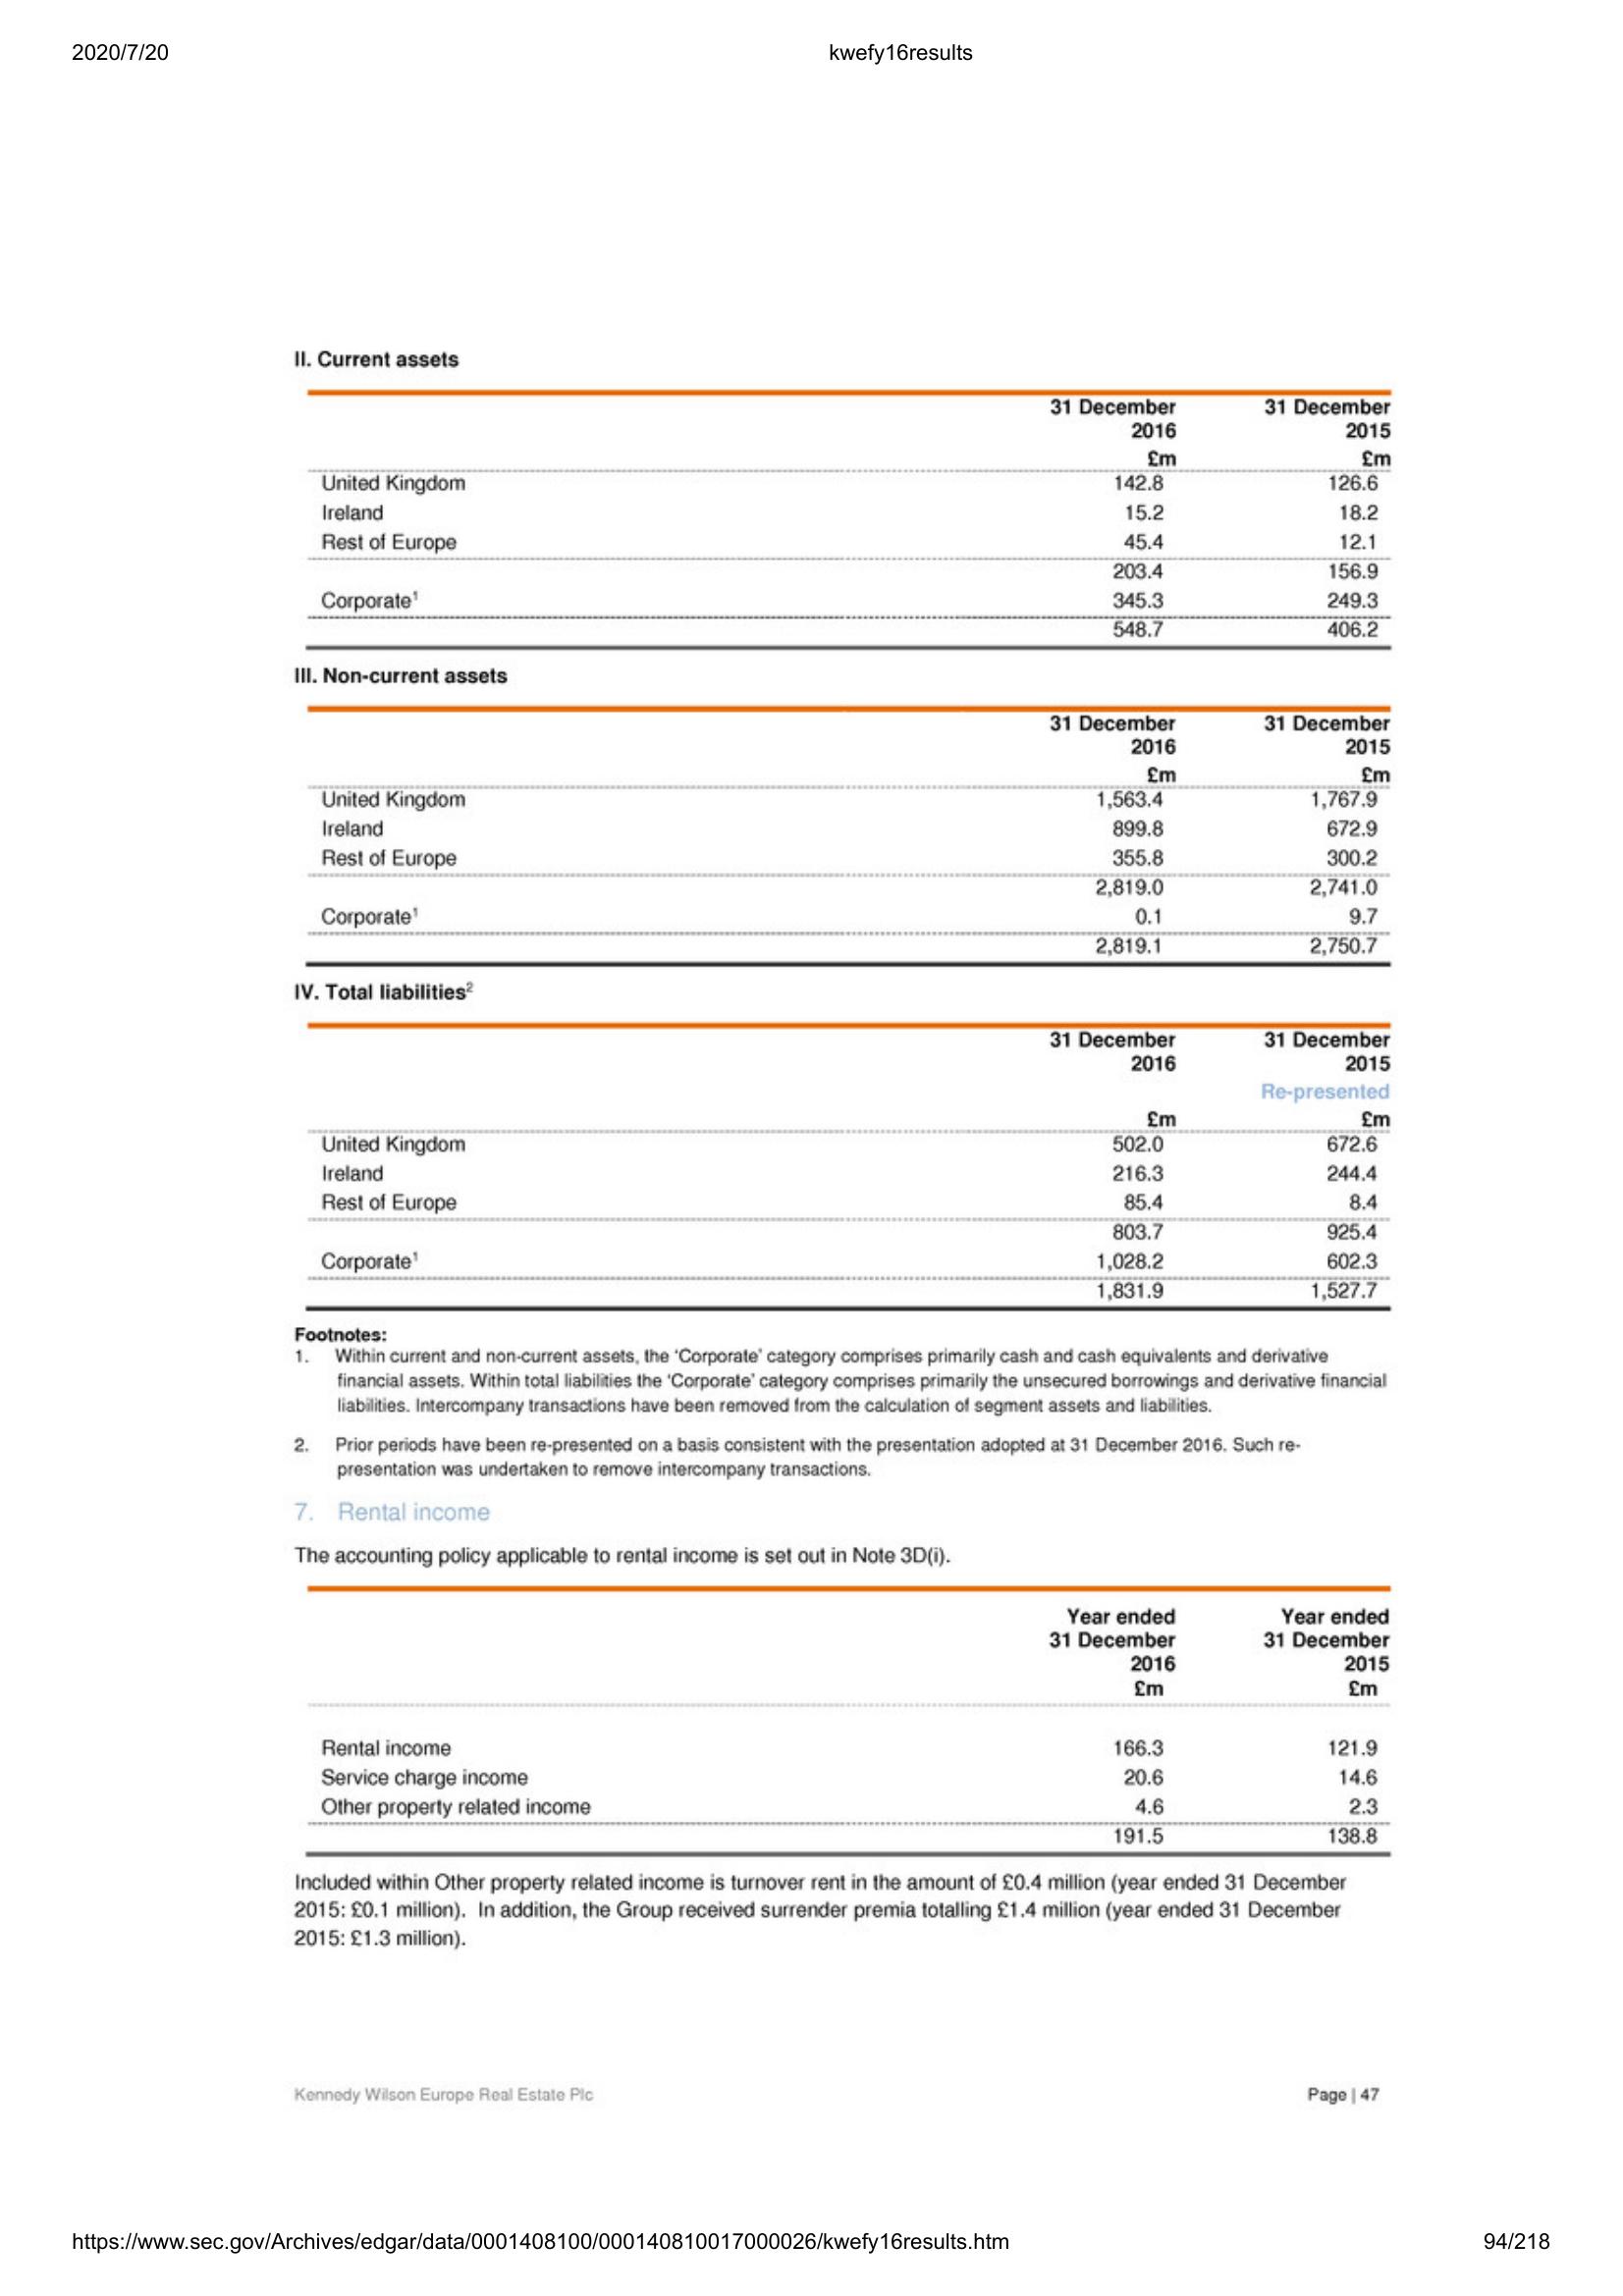 2020/7/20 kwefy16results
II. Current assets
31 December 31 December
2016 2015
£m £m
United Kingdom 142.8 126.6
Ireland 15.2 18.2
Rest of Europe 45.4 12.1
203.4 156.9
Corporate¹ 345.3 249.3
548.7 406.2
III. Non-current assets
31 December 31 December
2016 2015
£m £m
United Kingdom 1,563.4 1,767.9
Ireland 899.8 672.9
Rest of Europe 355.8 300.2
2,819.0 2,741.0
Corporate¹ 0.1 9.7
2,819.1 2,750.7
IV. Total liabilities²
31 December 31 December
2016 2015
Re-presented
£m £m
United Kingdom 502.0 672.6
Ireland 216.3 244.4
Rest of Europe 85.4 8.4
803.7 925.4
Corporate¹ 1,028.2 602.3
1,831.9 1,527.7
Footnotes:
1. Within current and non-current assets, the ‘Corporate’ category comprises primarily cash and cash equivalents and derivative
financial assets. Within total liabilities the ‘Corporate’ category comprises primarily the unsecured borrowings and derivative financial
liabilities. Intercompany transactions have been removed from the calculation of segment assets and liabilities.
2. Prior periods have been re-presented on a basis consistent with the presentation adopted at 31 December 2016. Such re-
presentation was undertaken to remove intercompany transactions.
7. Rental income
The accounting policy applicable to rental income is set out in Note 3D(i).
Year ended Year ended
31 December 31 December
2016 2015
£m £m
Rental income 166.3 121.9
Service charge income 20.6 14.6
Other property related income 4.6 2.3
191.5 138.8
Included within Other property related income is turnover rent in the amount of £0.4 million (year ended 31 December
2015: £0.1 million). In addition, the Group received surrender premia totalling £1.4 million (year ended 31 December
2015: £1.3 million).
Kennedy Wilson Europe Real Estate Plc Page | 47
https://www.sec.gov/Archives/edgar/data/0001408100/000140810017000026/kwefy16results.htm 94/218